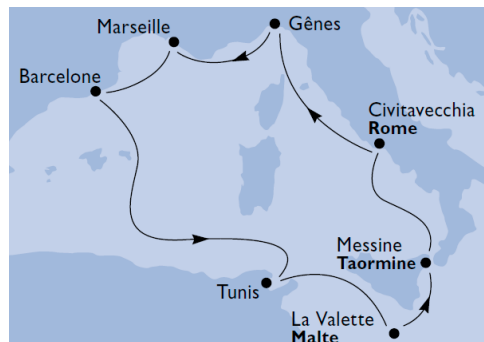 Gênes
Marseille
Barcelone
Civitavecchia
Rome
Messine
Taormine
Tunis
La Valette
Malte